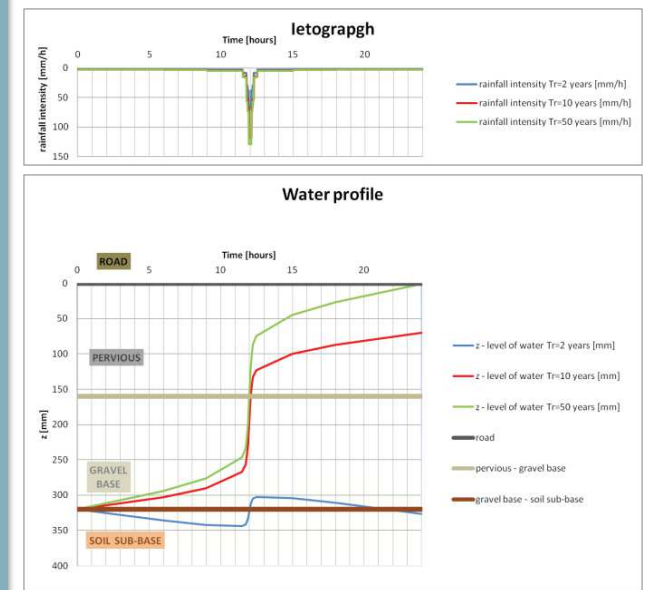 Ietograpgh
Time [hours]
0 5 10 15 20
rainfall intensity [mm/h]
0
50
100
150
rainfall intensity Tr=2 years [mm/h]
rainfall intensity Tr=10 years [mm/h]
rainfall intensity Tr=50 years [mm/h]
Water profile
Time [hours]
ROAD
0 5 10 15 20
z [mm]
0
50
100
150
200
250
300
350
400
PERVIOUS
GRAVEL
BASE
SOIL SUB-BASE
z - level of water Tr=2 years [mm]
z - level of water Tr=10 years [mm]
z - level of water Tr=50 years [mm]
road
pervious - gravel base
gravel base - soil sub-base